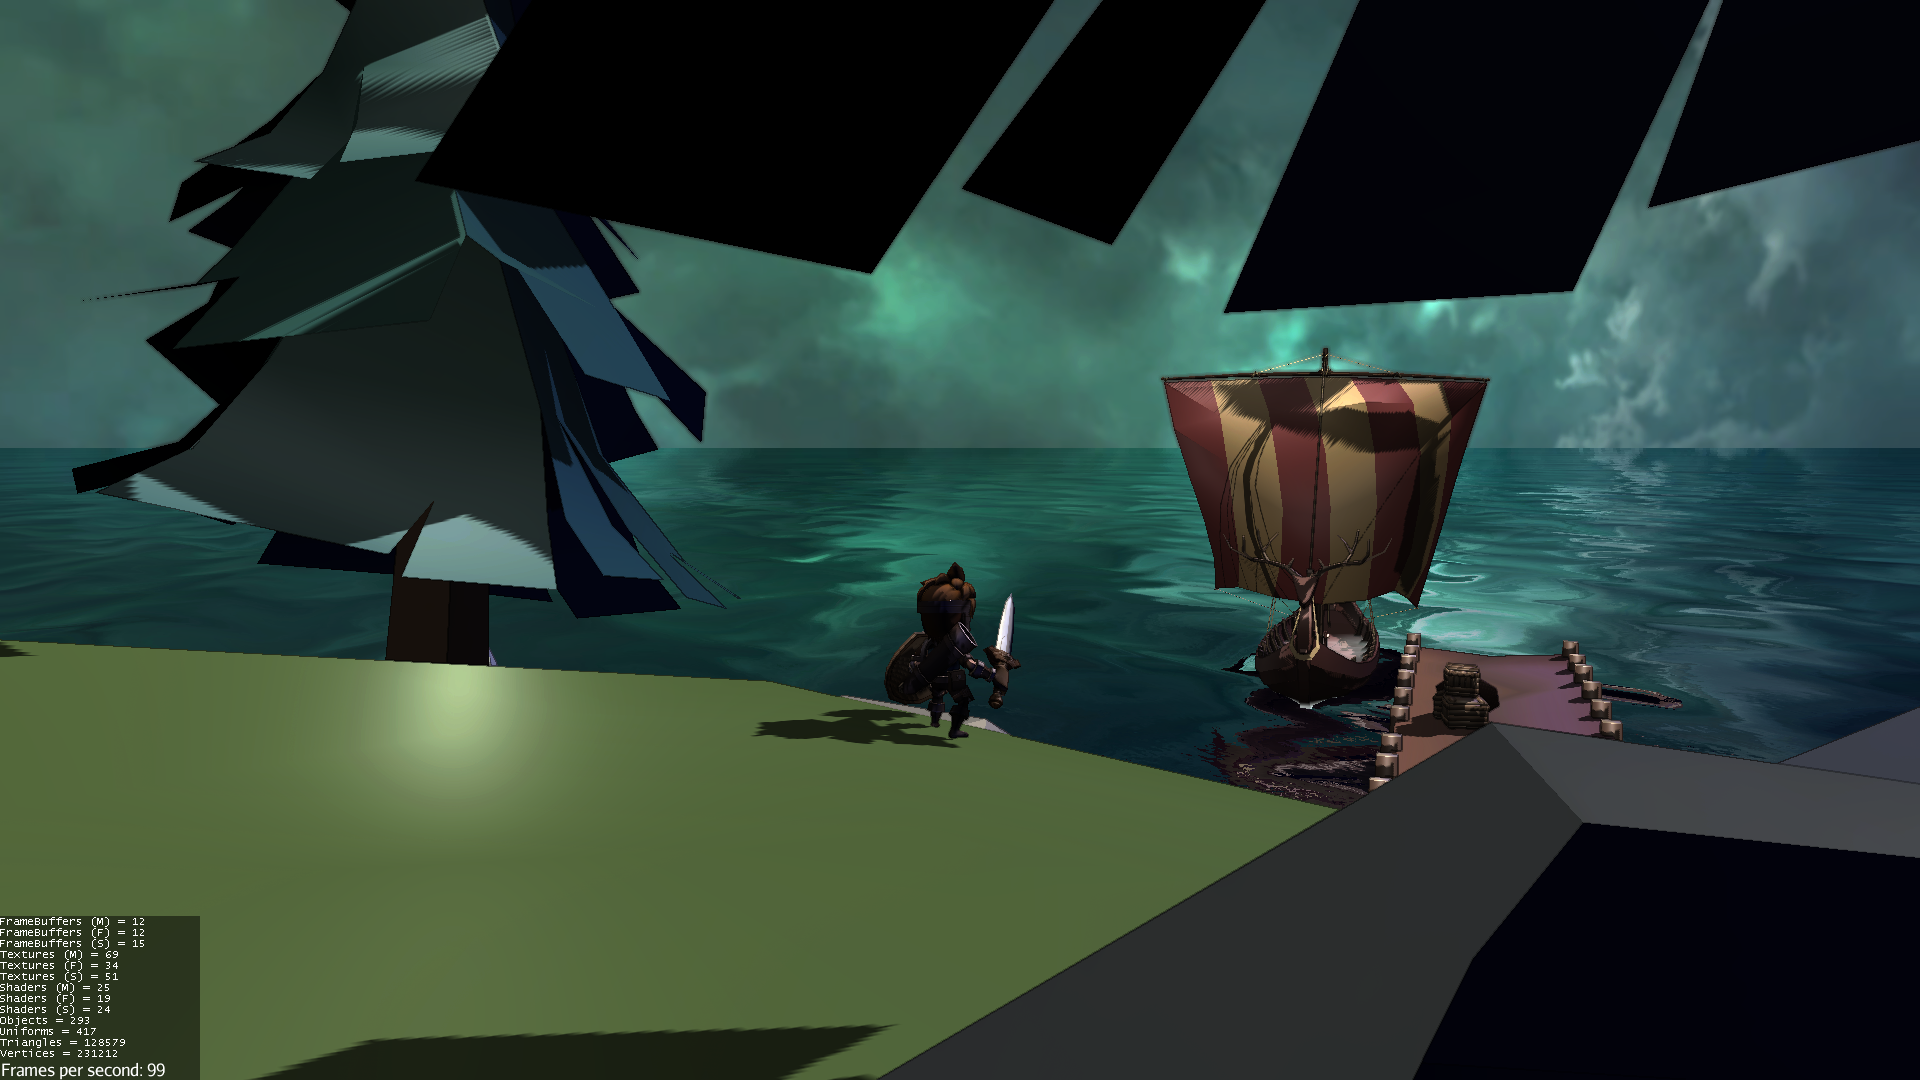 FrameBuffers (M) = 12
FrameBuffers (F) = 12
FrameBuffers (S) = 15
Textures (M) = 69
Textures (F) = 34
Textures (S) = 51
Shaders (M) = 25
Shaders (F) = 19
Shaders (S) = 24
Objects = 293
Uniforms = 417
Triangles = 128579
Vertices = 231212
Frames per second: 99